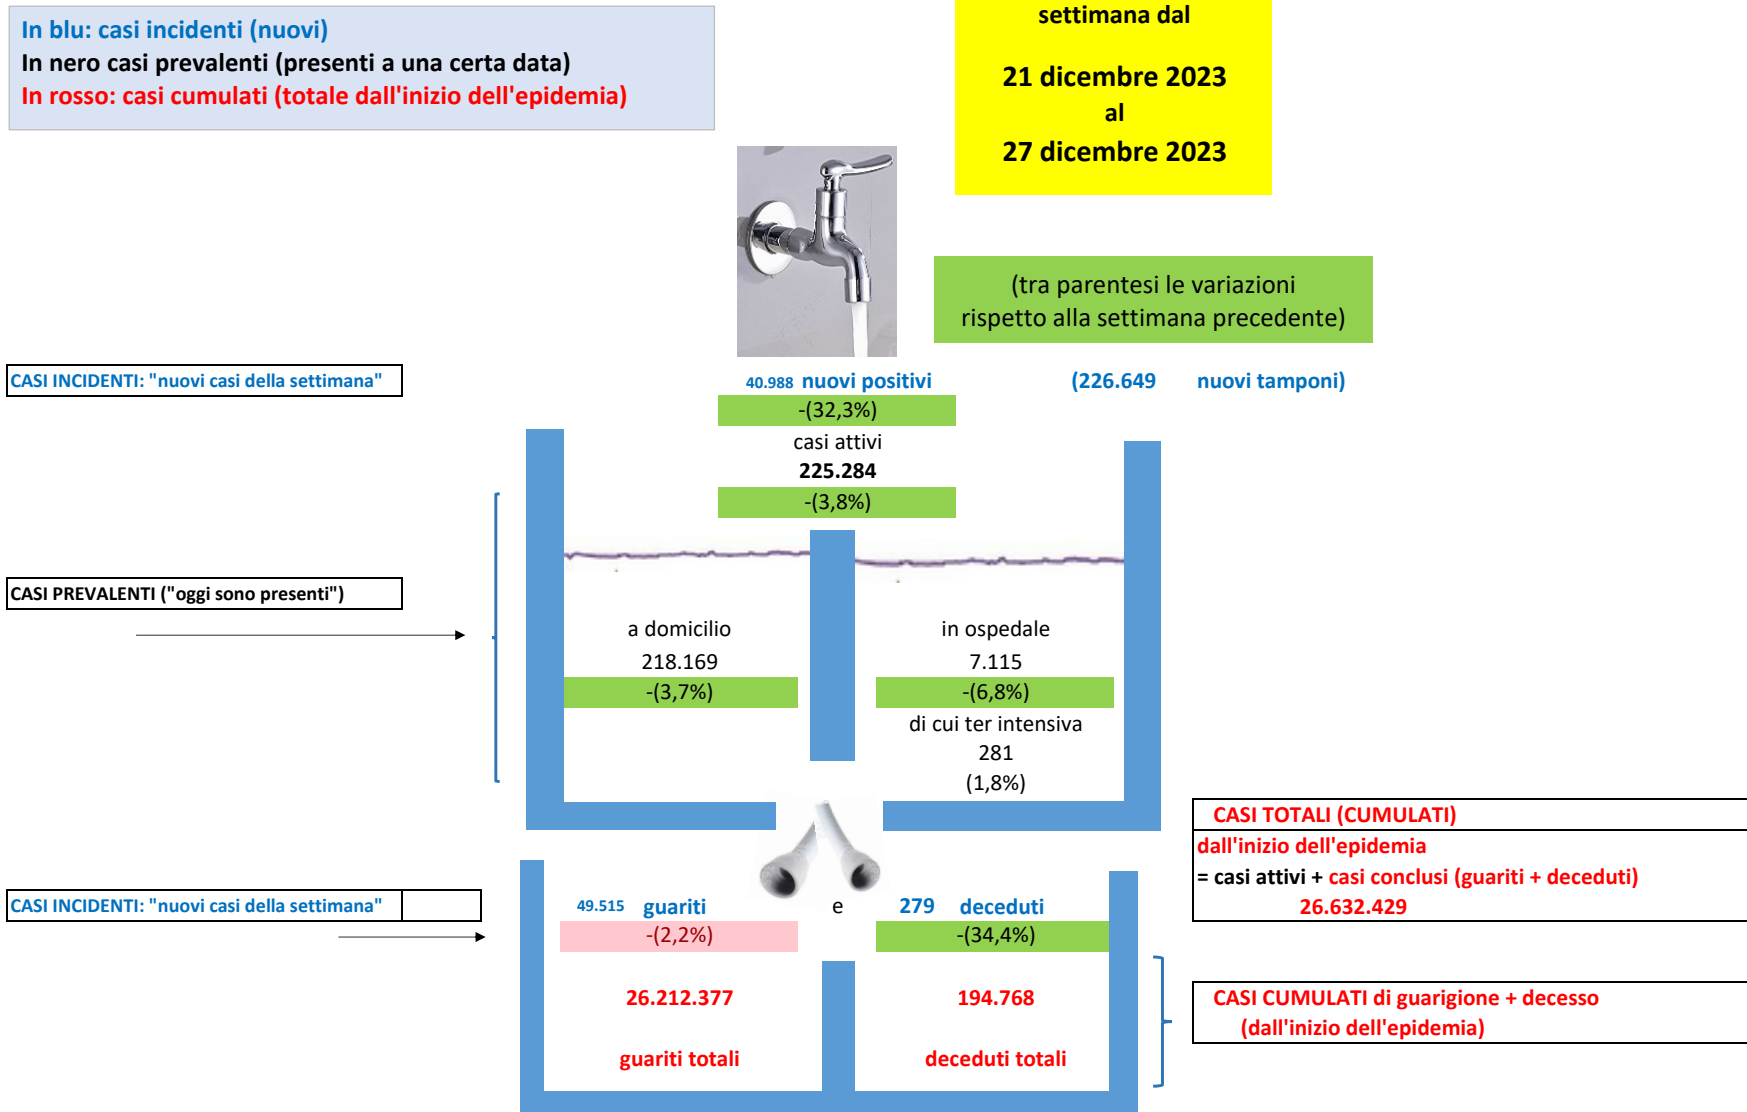 In blu: casi incidenti (nuovi)
In nero casi prevalenti (presenti a una certa data)
In rosso: casi cumulati (totale dall'inizio dell'epidemia)
settimana dal
21 dicembre 2023
al
27 dicembre 2023
(tra parentesi le variazioni
rispetto alla settimana precedente)
CASI INCIDENTI: "nuovi casi della settimana"
40.988 nuovi positivi
(226.649 nuovi tamponi)
-(32,3%)
casi attivi
225.284
-(3,8%)
CASI PREVALENTI ("oggi sono presenti")
a domicilio
218.169
-(3,7%)
in ospedale
7.115
-(6,8%)
di cui ter intensiva
281
(1,8%)
CASI TOTALI (CUMULATI)
dall'inizio dell'epidemia
= casi attivi + casi conclusi (guariti + deceduti)
26.632.429
CASI INCIDENTI: "nuovi casi della settimana"
49.515 guariti e 279 deceduti
-(2,2%)
-(34,4%)
26.212.377
194.768
guariti totali
deceduti totali
CASI CUMULATI di guarigione + decesso
(dall'inizio dell'epidemia)